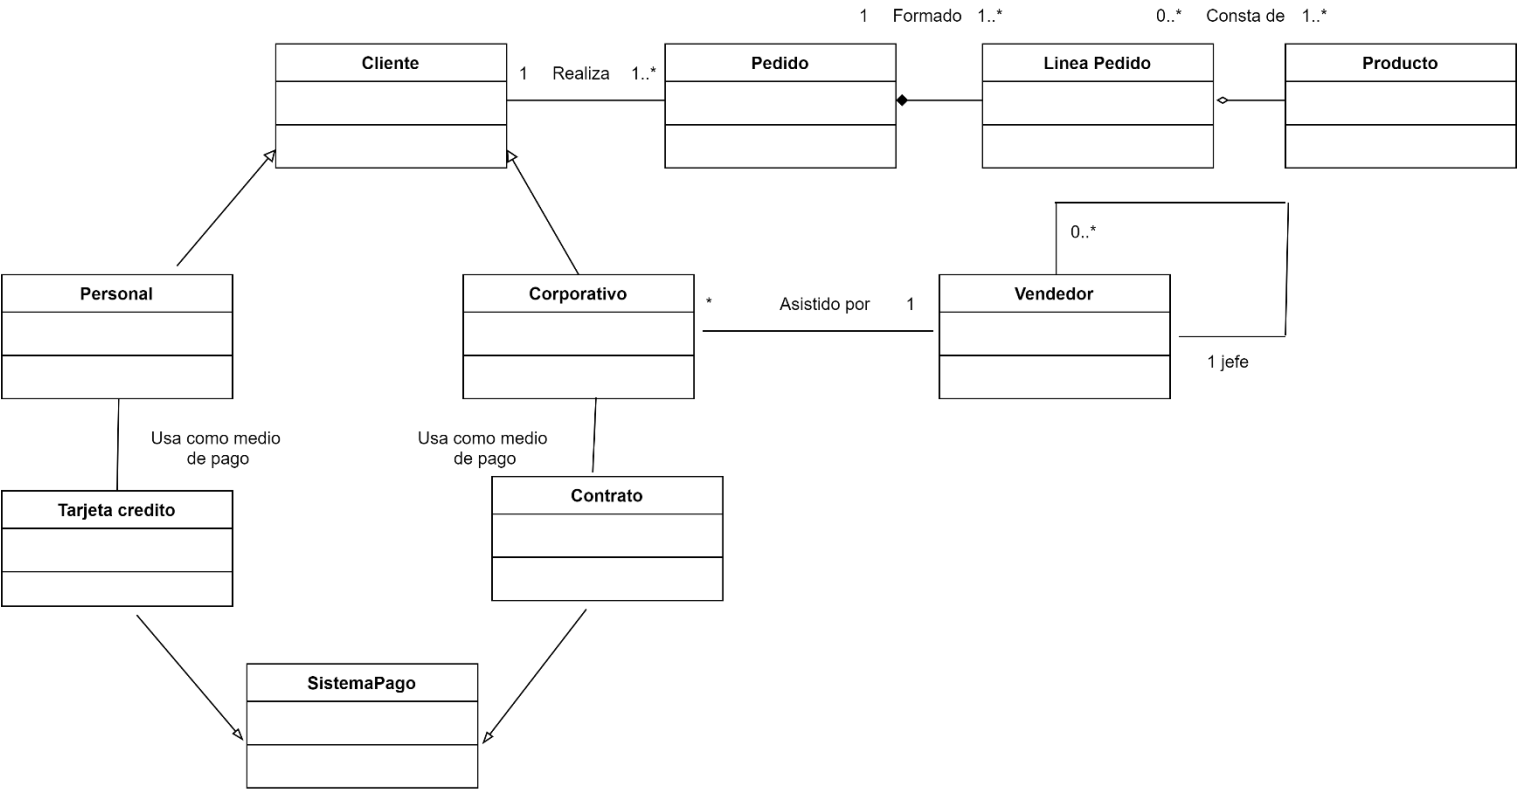 1 Formado 1..*
0..* Consta de 1..*
Cliente
1 Realiza 1..*
Pedido
Linea Pedido
Producto
0..*
Personal
Corporativo
* Asistido por 1
Vendedor
1 jefe
Usa como medio
de pago
Usa como medio
de pago
Tarjeta credito
Contrato
SistemaPago